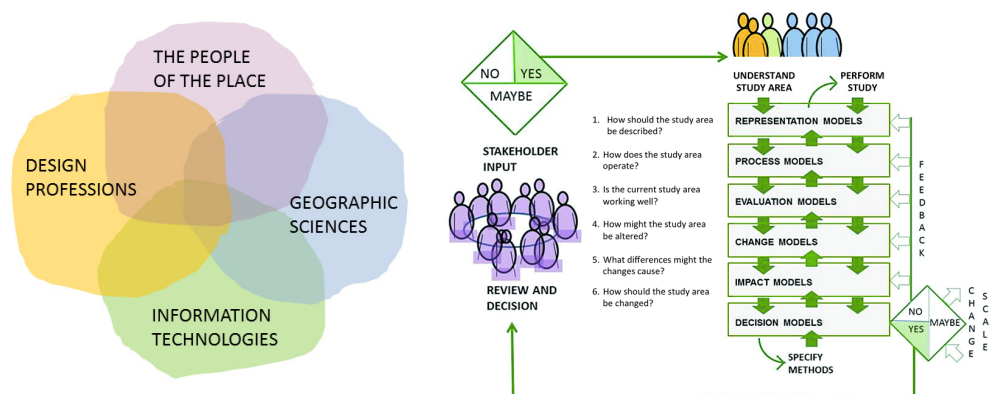 THE PEOPLE
OF THE PLACE
DESIGN
PROFESSIONS
GEOGRAPHIC
SCIENCES
INFORMATION
TECHNOLOGIES
NO
YES
MAYBE
STAKEHOLDER
INPUT
REVIEW AND
DECISION
1. How should the study area
be described?
2. How does the study area
operate?
3. Is the current study area
working well?
4. How might the study area
be altered?
5. What differences might the
changes cause?
6. How should the study area
be changed?
UNDERSTAND
STUDY AREA
PERFORM
STUDY
REPRESENTATION MODELS
PROCESS MODELS
EVALUATION MODELS
CHANGE MODELS
IMPACT MODELS
DECISION MODELS
SPECIFY
METHODS
FEEDBACK
NO
YES
MAYBE
CHANGE
SCALE